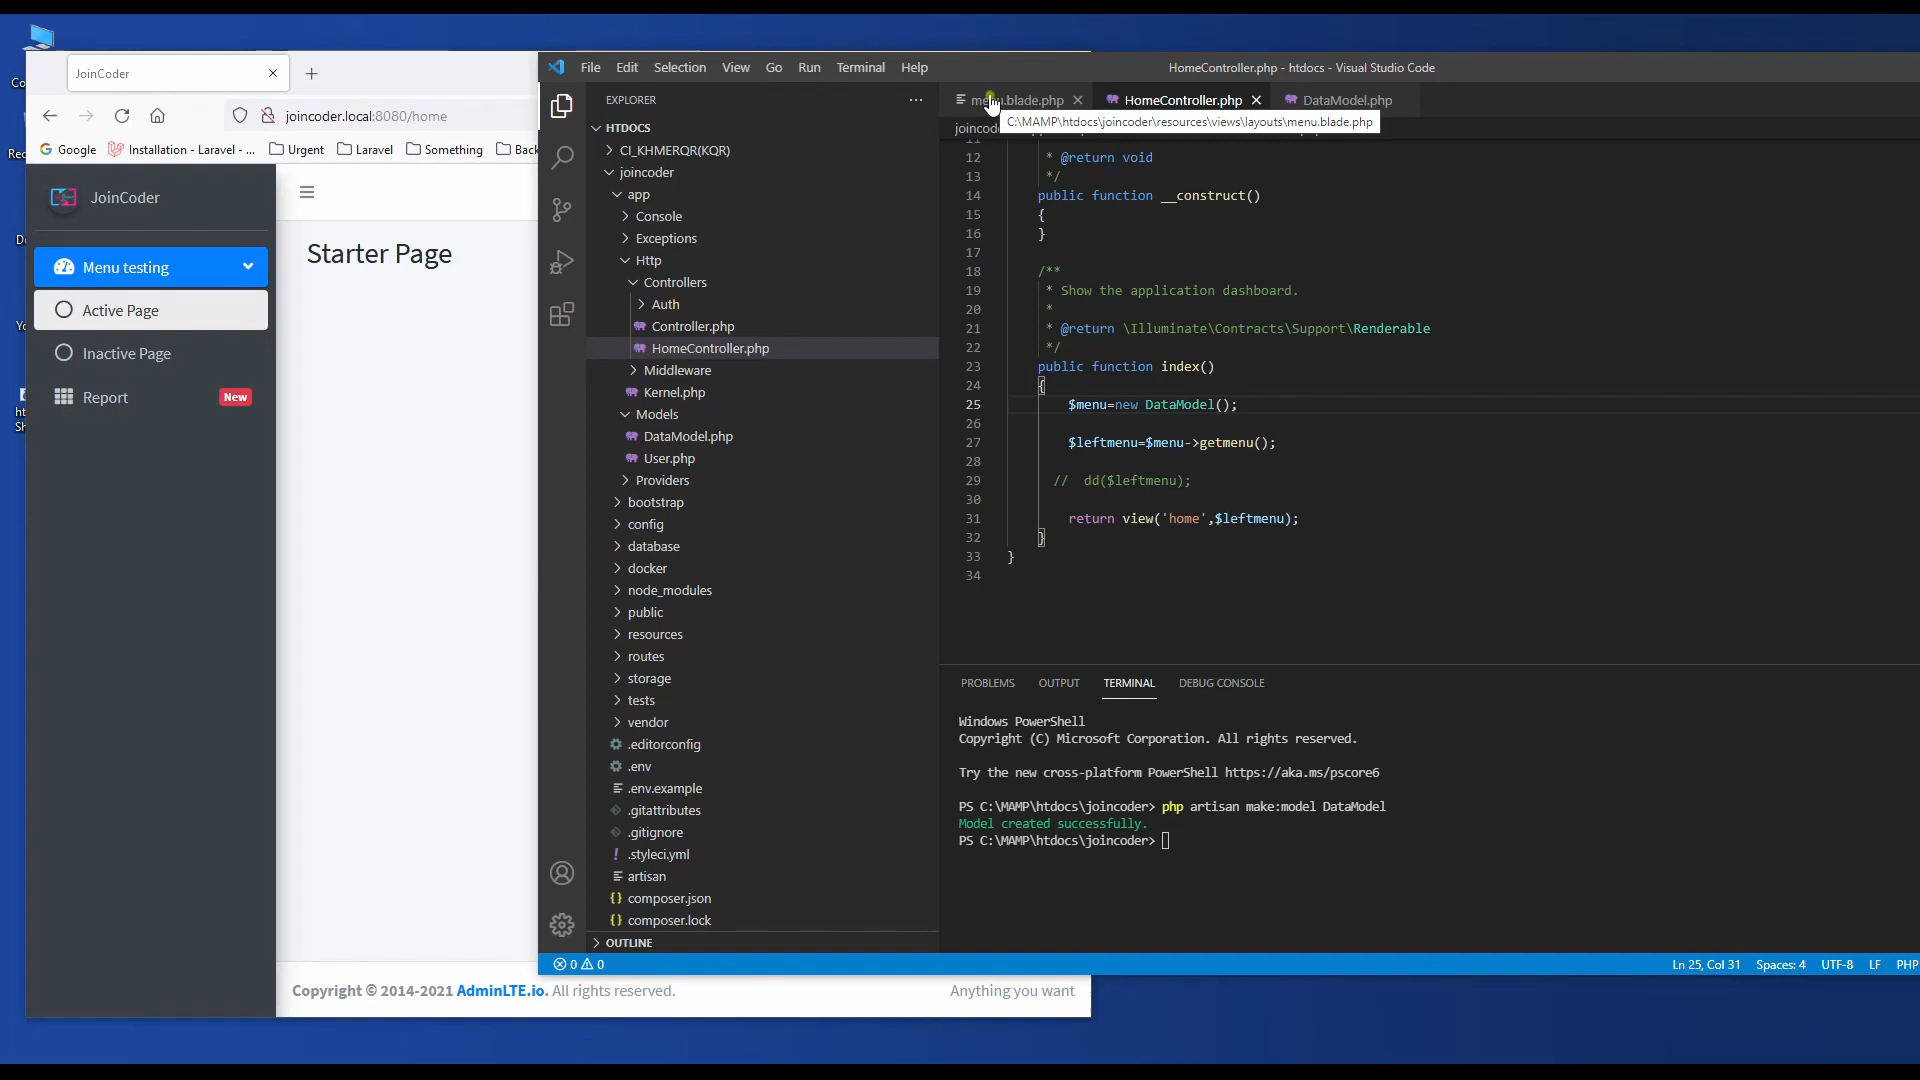 JoinCoder
joincoder.local:8080/home
Google
Installation - Laravel - ...
Urgent
Laravel
Something
Back
JoinCoder
Menu testing
Active Page
Inactive Page
Report New
Starter Page
Copyright © 2014-2021 AdminLTE.io. All rights reserved.
Anything you want
File Edit Selection View Go Run Terminal Help
HomeController.php - htdocs - Visual Studio Code
EXPLORER
HTDOCS
CI_KHMERQR(KQR)
joincoder
app
Console
Exceptions
Http
Controllers
Auth
Controller.php
HomeController.php
Middleware
Kernel.php
Models
DataModel.php
User.php
Providers
bootstrap
config
database
docker
node_modules
public
resources
routes
storage
tests
vendor
.editorconfig
.env
.env.example
.gitattributes
.gitignore
.styleci.yml
artisan
composer.json
composer.lock
OUTLINE
menu.blade.php
HomeController.php
DataModel.php
C:\MAMP\htdocs\joincoder\resources\views\layouts\menu.blade.php
11
12 * @return void
13 */
14 public function __construct()
15 {
16 }
17
18 /**
19 * Show the application dashboard.
20 *
21 * @return \Illuminate\Contracts\Support\Renderable
22 */
23 public function index()
24 {
25 $menu=new DataModel();
26
27 $leftmenu=$menu->getmenu();
28
29 // dd($leftmenu);
30
31 return view('home',$leftmenu);
32 }
33 }
34
PROBLEMS OUTPUT TERMINAL DEBUG CONSOLE
Windows PowerShell
Copyright (C) Microsoft Corporation. All rights reserved.
Try the new cross-platform PowerShell https://aka.ms/pscore6
PS C:\MAMP\htdocs\joincoder> php artisan make:model DataModel
Model created successfully.
PS C:\MAMP\htdocs\joincoder>
0 0
Ln 25, Col 31 Spaces: 4 UTF-8 LF PHP